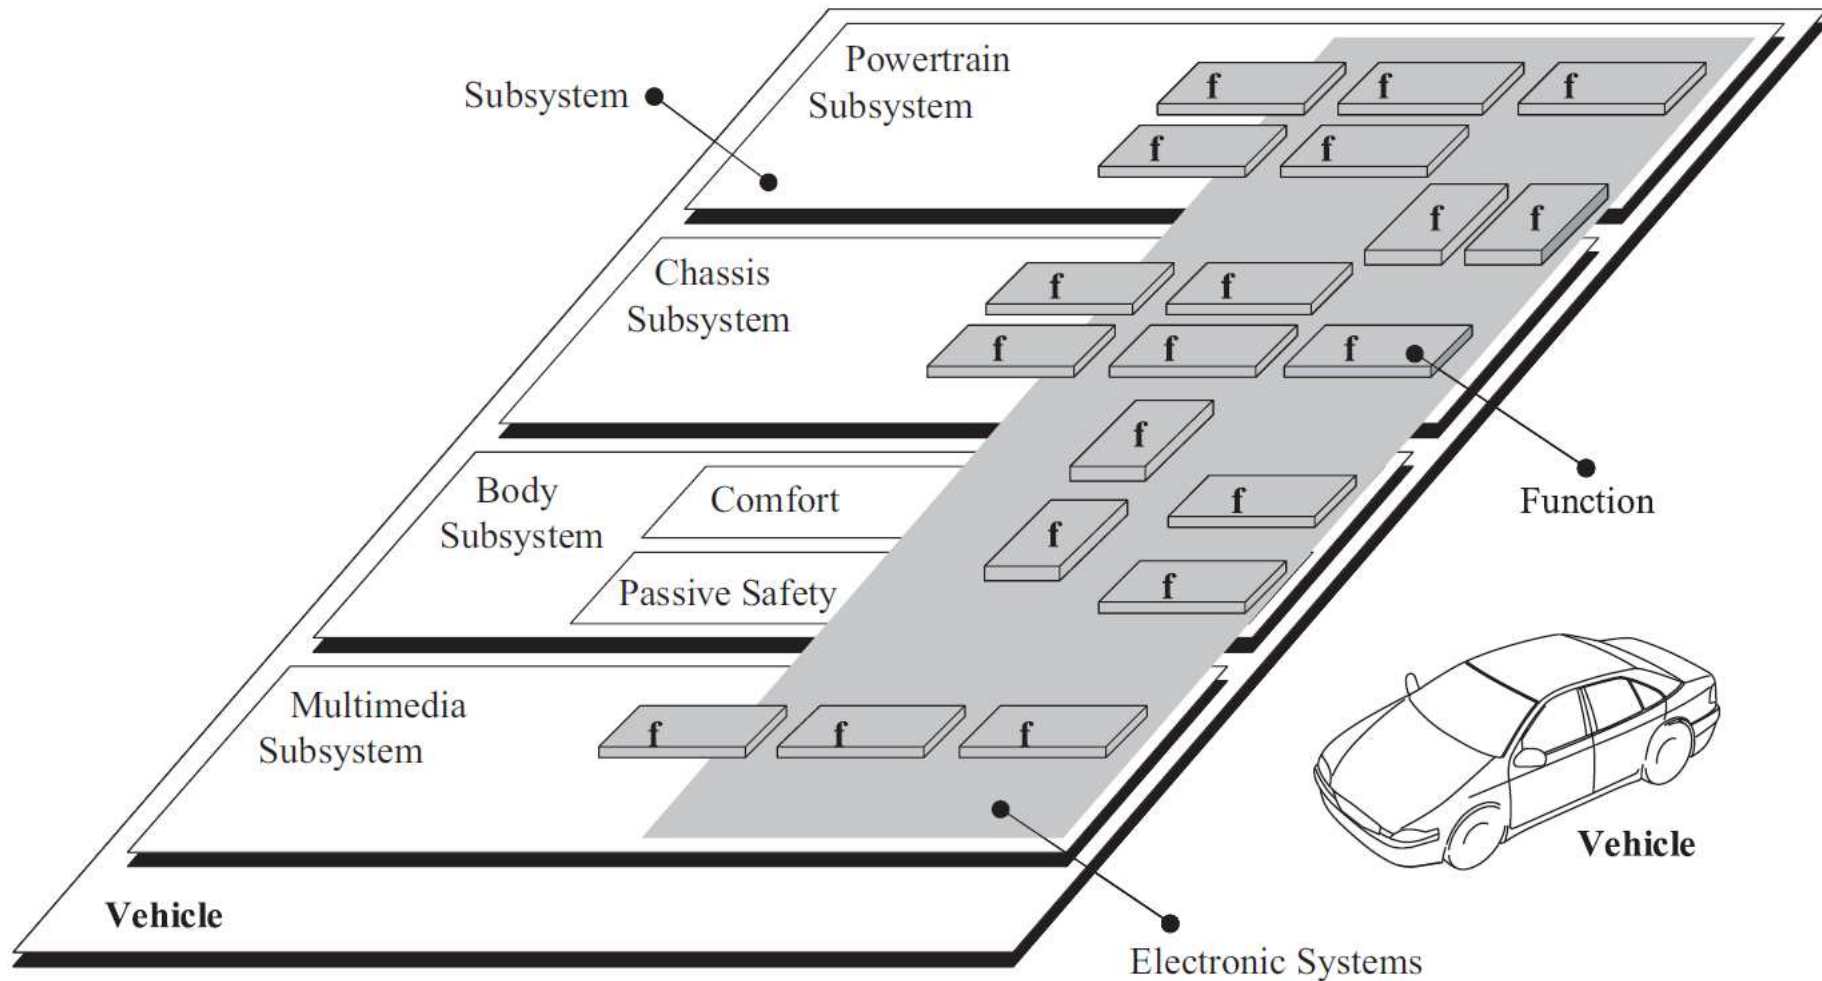 Powertrain
Subsystem
Subsystem
f
f
f
f
f
f
f
Chassis
Subsystem
f
f
f
f
f
Function
f
Body
Subsystem
Comfort
f
f
Passive Safety
f
Multimedia
Subsystem
f
f
f
Vehicle
Vehicle
Electronic Systems